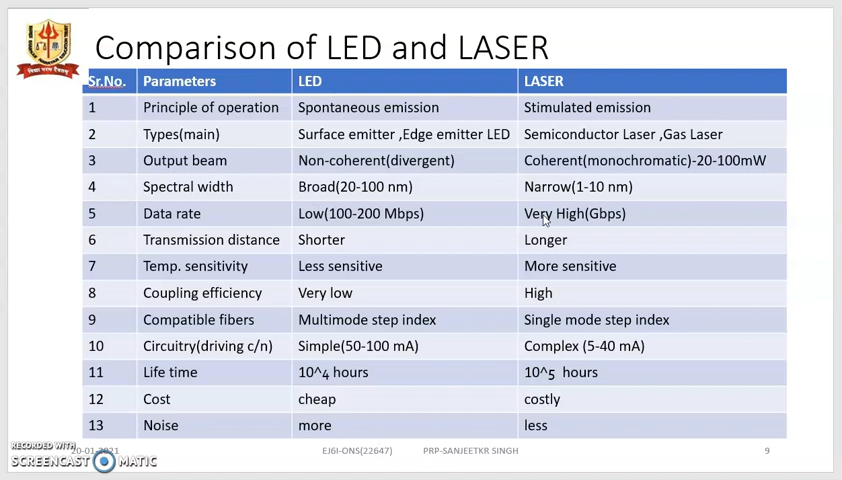 Comparison of LED and LASER
Sr.No. Parameters LED LASER
1 Principle of operation Spontaneous emission Stimulated emission
2 Types(main) Surface emitter ,Edge emitter LED Semiconductor Laser ,Gas Laser
3 Output beam Non-coherent(divergent) Coherent(monochromatic)-20-100mW
4 Spectral width Broad(20-100 nm) Narrow(1-10 nm)
5 Data rate Low(100-200 Mbps) Very High(Gbps)
6 Transmission distance Shorter Longer
7 Temp. sensitivity Less sensitive More sensitive
8 Coupling efficiency Very low High
9 Compatible fibers Multimode step index Single mode step index
10 Circuitry(driving c/n) Simple(50-100 mA) Complex (5-40 mA)
11 Life time 10^4 hours 10^5 hours
12 Cost cheap costly
13 Noise more less
RECORDED WITH
20-01-2021 EJ6I-ONS(22647) PRP-SANJEETKR SINGH 9
SCREENCAST MATIC